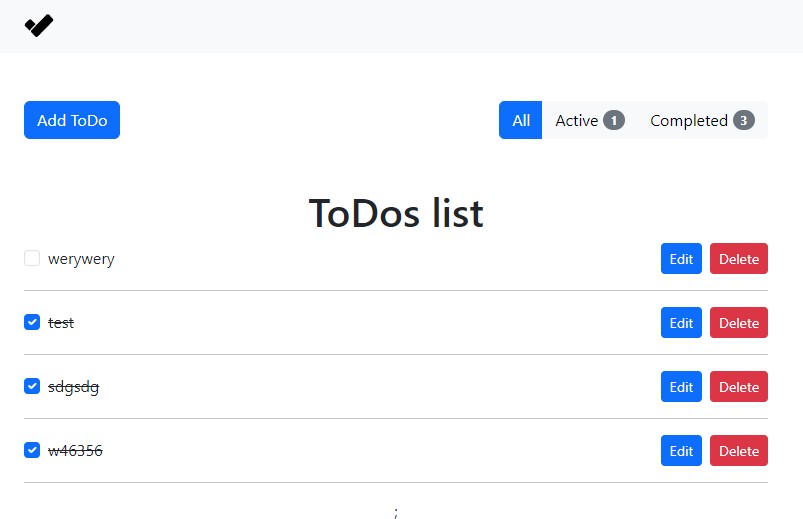 Add ToDo All Active 1 Completed 3
ToDos list
werywery Edit Delete
test Edit Delete
sdgsdg Edit Delete
w46356 Edit Delete
;